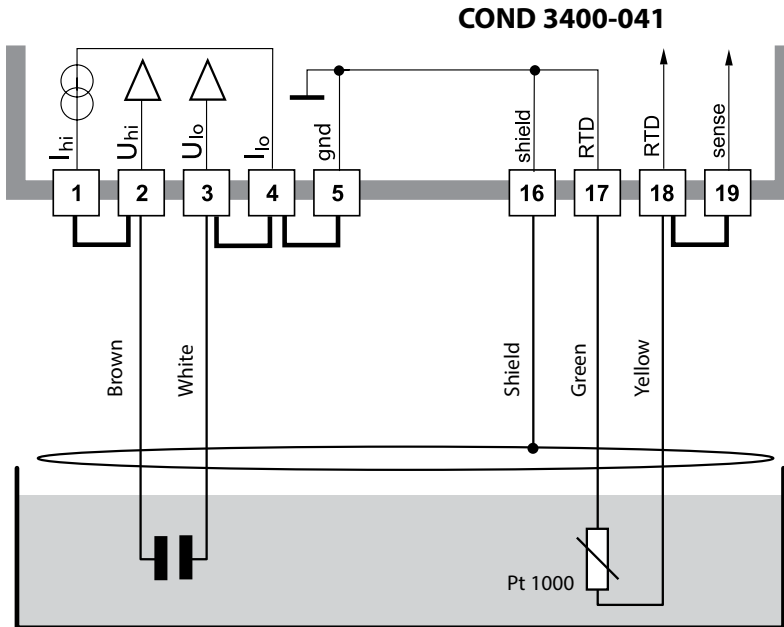 COND 3400-041
Ihi
Uhi
Ulo
Ilo
gnd
shield
RTD
RTD
sense
1
2
3
4
5
16
17
18
19
Brown
White
Shield
Green
Yellow
Pt 1000